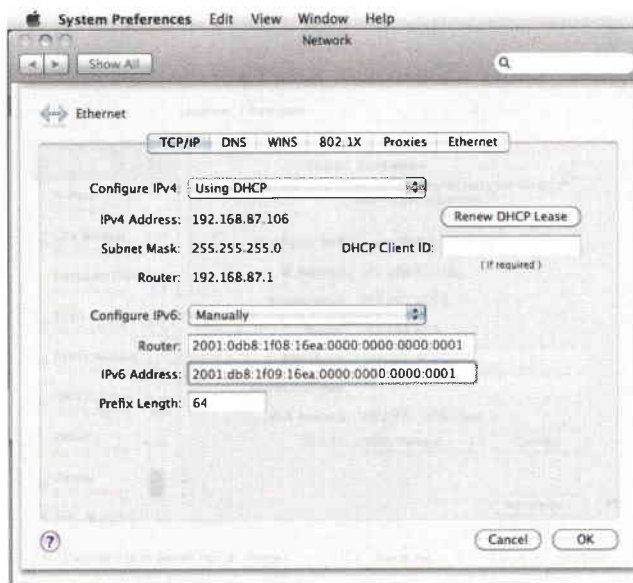 System Preferences Edit View Window Help
Network
Show All
Ethernet
TCP/IP DNS WINS 802.1X Proxies Ethernet
Configure IPv4: Using DHCP
IPv4 Address: 192.168.87.106 Renew DHCP Lease
Subnet Mask: 255.255.255.0 DHCP Client ID:
( If required )
Router: 192.168.87.1
Configure IPv6: Manually
Router: 2001:0db8:1f08:16ea:0000:0000:0000:0001
IPv6 Address: 2001:db8:1f09:16ea:0000:0000:0000:0001
Prefix Length: 64
? Cancel OK